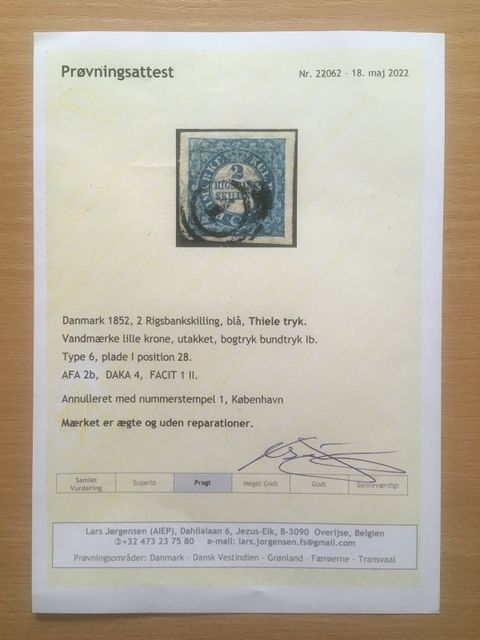 Prøvningsattest
Nr. 22062 - 18. maj 2022
2
RIGSBANK
SKILL
Danmark 1852, 2 Rigsbankskilling, blå, Thiele tryk.
Vandmærke lille krone, utakket, bogtryk bundtryk Ib.
Type 6, plade I position 28.
AFA 2b, DAKA 4, FACIT 1 II.
Annulleret med nummerstempel 1, København
Mærket er ægte og uden reparationer.
Samlet Vurdering
Superbt
Pragt
Meget Godt
Godt
Samleværdigt
Lars Jørgensen (AIEP), Dahlialaan 6, Jezus-Eik, B-3090 Overijse, Belgien
✆+32 473 23 75 80 e-mail: lars.jorgensen.fs@gmail.com
Prøvningsområder: Danmark - Dansk Vestindien - Grønland - Færøerne - Transvaal